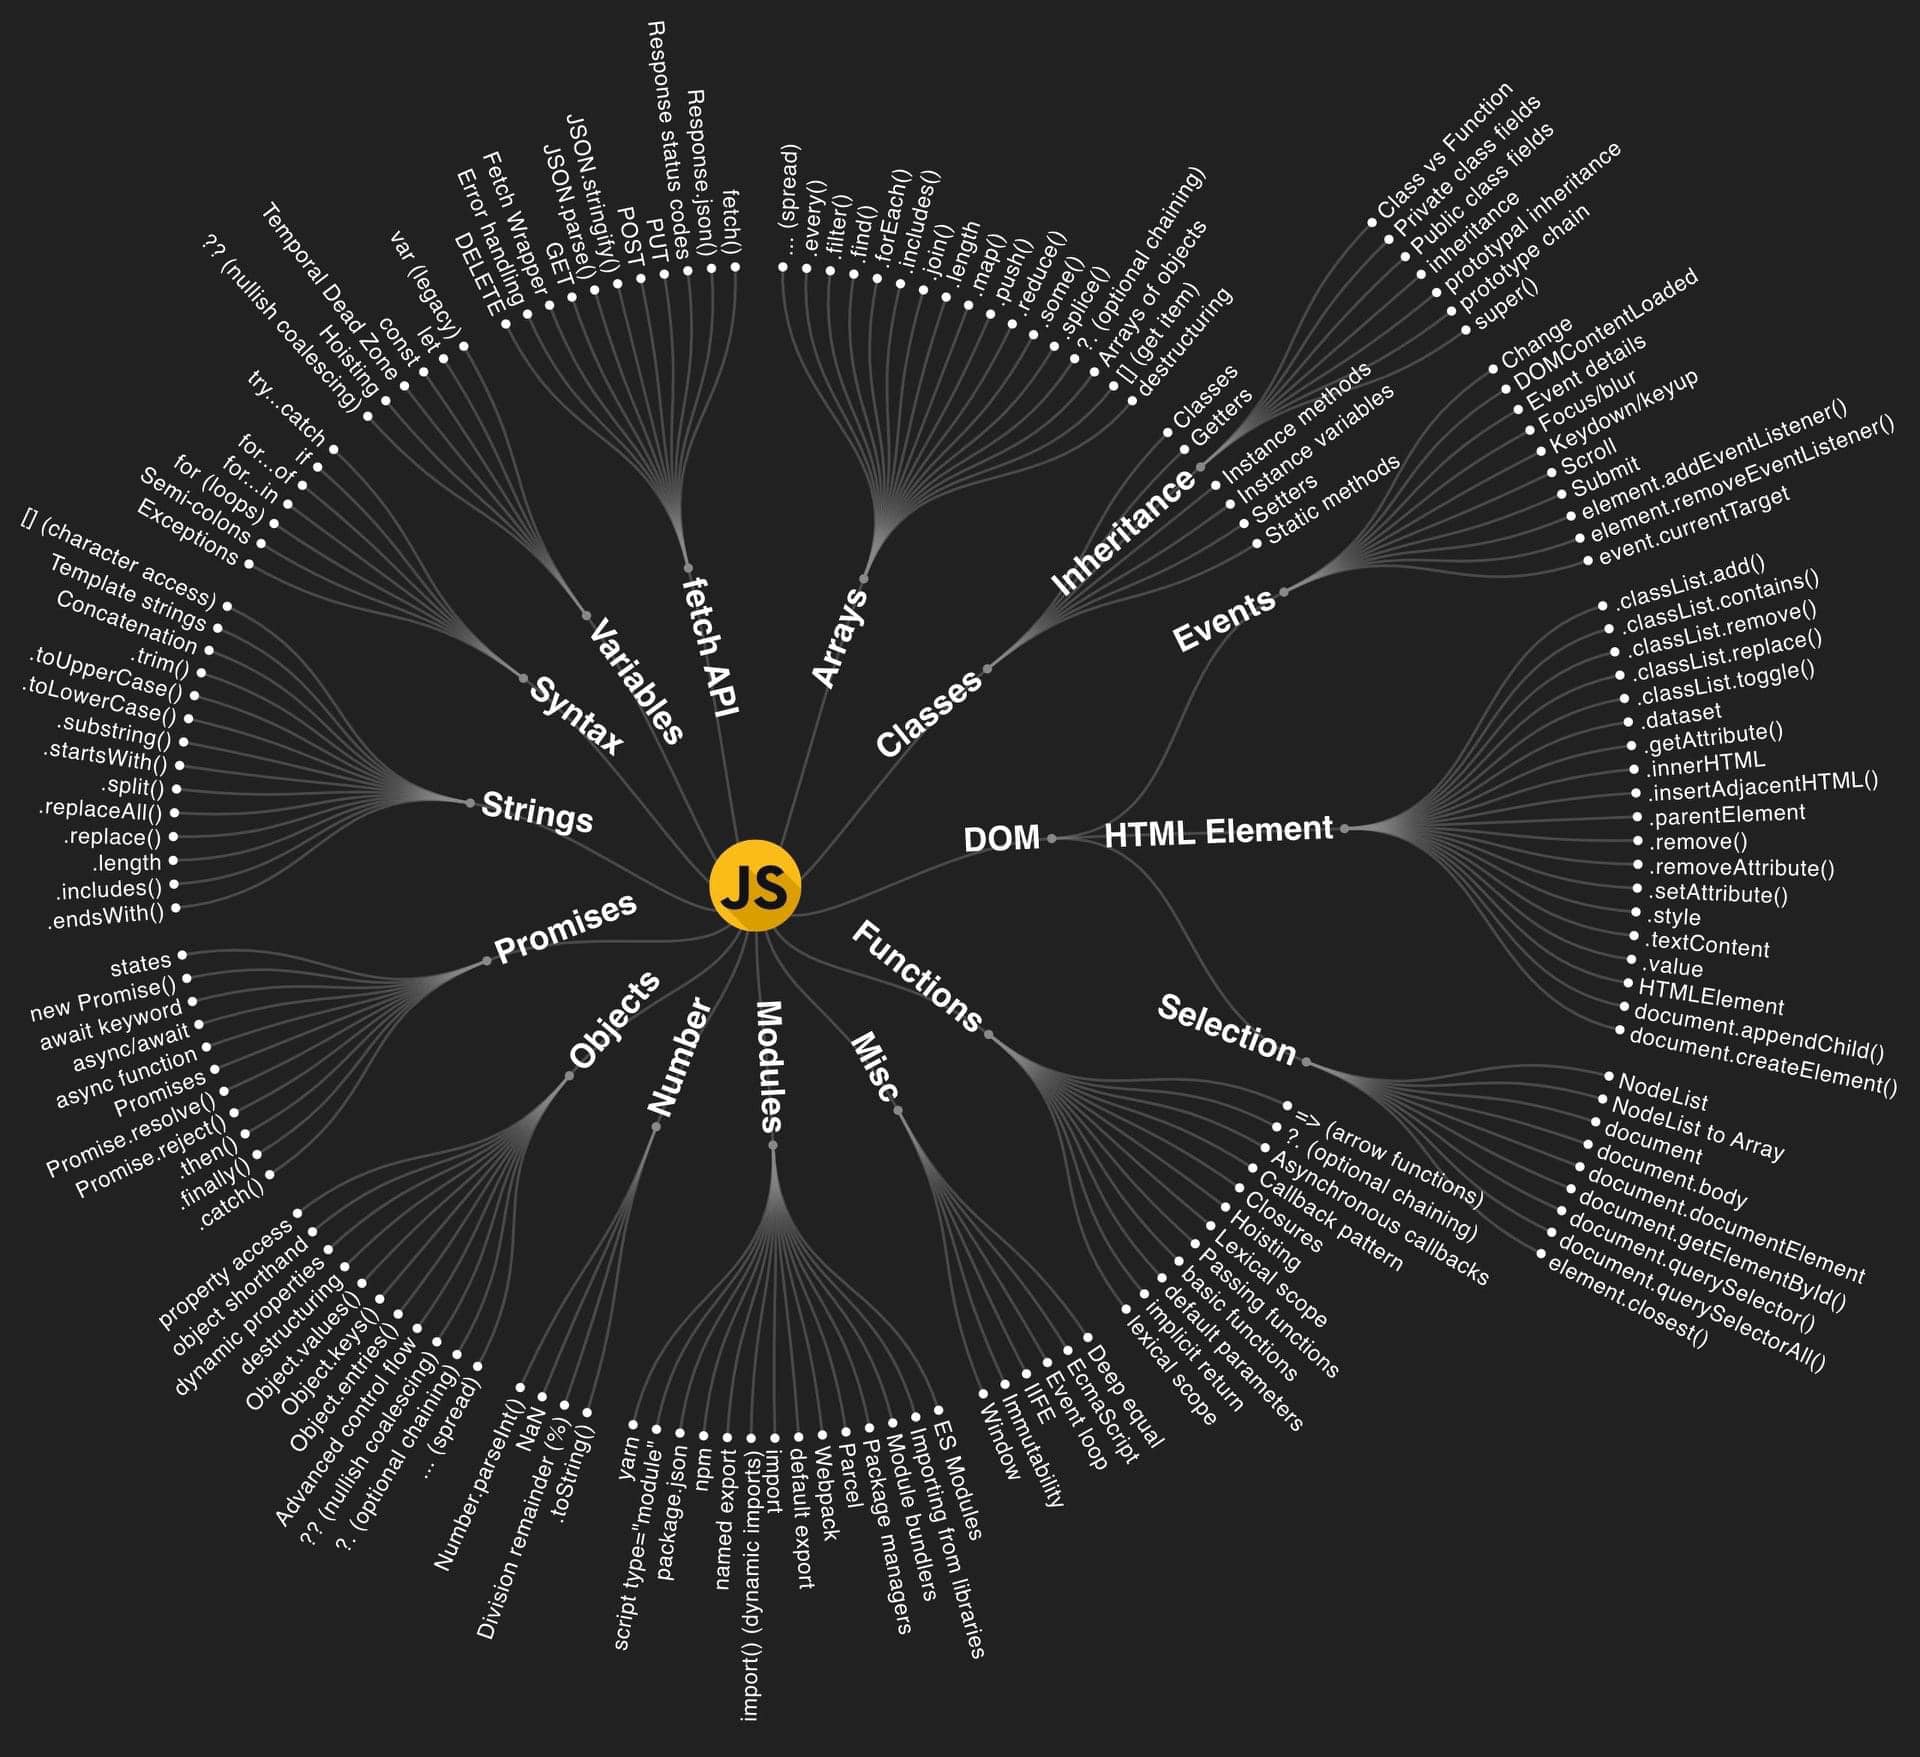 JS
fetch API
DELETE
Error handling
Fetch Wrapper
GET
JSON.parse()
JSON.stringify()
POST
PUT
Response status codes
Response.json()
fetch()
Arrays
... (spread)
.every()
.filter()
.find()
.forEach()
.includes()
.join()
.length
.map()
.push()
.reduce()
.some()
.splice()
?. (optional chaining)
Arrays of objects
[] (get item)
destructuring
Classes
Classes
Getters
Inheritance
Class vs Function
Private class fields
Public class fields
inheritance
prototypal inheritance
prototype chain
super()
Instance methods
Instance variables
Setters
Static methods
DOM
Events
Change
DOMContentLoaded
Event details
Focus/blur
Keydown/keyup
Scroll
Submit
element.addEventListener()
element.removeEventListener()
event.currentTarget
HTML Element
.classList.add()
.classList.contains()
.classList.remove()
.classList.replace()
.classList.toggle()
.dataset
.getAttribute()
.innerHTML
.insertAdjacentHTML()
.parentElement
.remove()
.removeAttribute()
.setAttribute()
.style
.textContent
.value
HTMLElement
document.appendChild()
document.createElement()
Selection
NodeList
NodeList to Array
document
document.body
document.documentElement
document.getElementById()
document.querySelector()
document.querySelectorAll()
element.closest()
Functions
=> (arrow functions)
?. (optional chaining)
Asynchronous callbacks
Callback pattern
Closures
Hoisting
Lexical scope
Passing functions
basic functions
default parameters
implicit return
lexical scope
Misc
Deep equal
EcmaScript
Event loop
IIFE
Immutability
Window
Modules
ES Modules
Importing from libraries
Module bundlers
Package managers
Parcel
Webpack
default export
import
import() (dynamic imports)
named export
npm
package.json
script type="module"
yarn
Number
.toString()
Division remainder (%)
NaN
Number.parseInt()
Objects
... (spread)
?. (optional chaining)
?? (nullish coalescing)
Advanced control flow
Object.entries()
Object.keys()
Object.values()
destructuring
dynamic properties
object shorthand
property access
Promises
.catch()
.finally()
.then()
Promise.reject()
Promise.resolve()
Promises
async function
async/await
await keyword
new Promise()
states
Strings
.endsWith()
.includes()
.length
.replace()
.replaceAll()
.split()
.startsWith()
.substring()
.toLowerCase()
.toUpperCase()
.trim()
Concatenation
Template strings
[] (character access)
Syntax
Exceptions
Semi-colons
for (loops)
for...in
for...of
if
try...catch
Variables
?? (nullish coalescing)
Hoisting
Temporal Dead Zone
const
let
var (legacy)